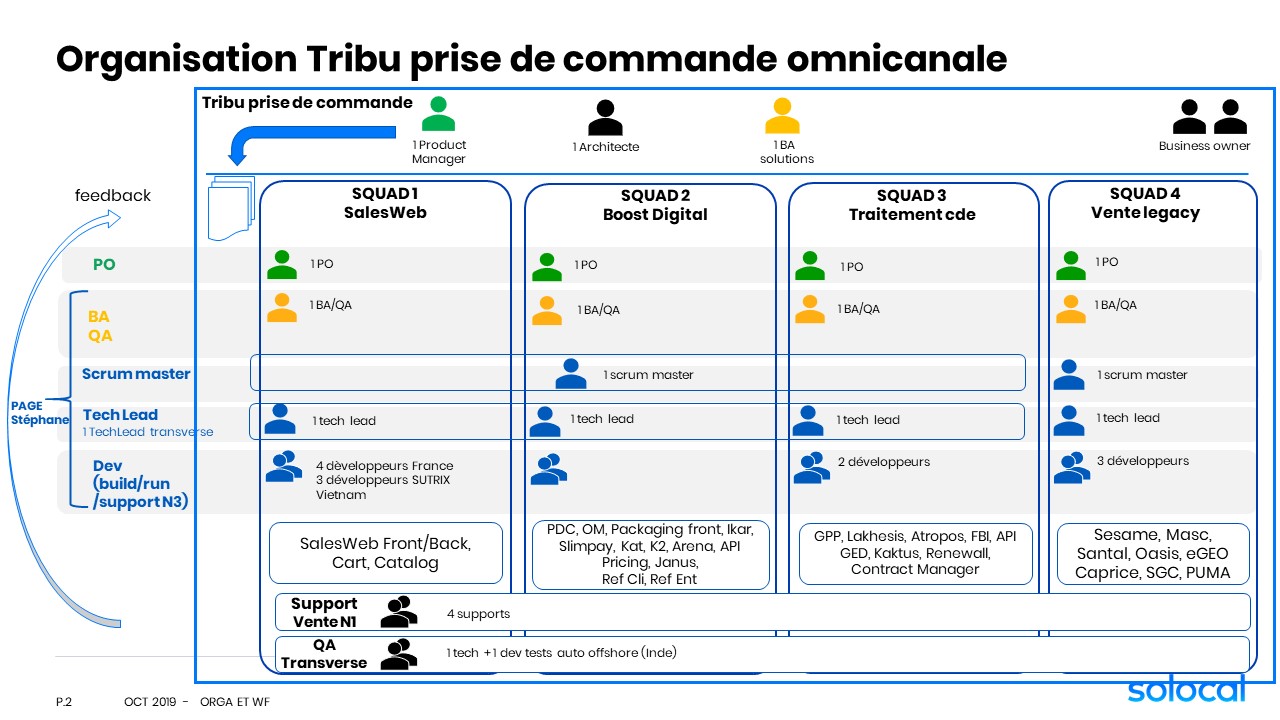 Organisation Tribu prise de commande omnicanale
Tribu prise de commande
1 Product
Manager
1 Architecte
1 BA
solutions
Business owner
feedback
SQUAD 1
SalesWeb
SQUAD 2
Boost Digital
SQUAD 3
Traitement cde
SQUAD 4
Vente legacy
PO
1 PO
1 PO
1 PO
1 PO
BA
QA
1 BA/QA
1 BA/QA
1 BA/QA
1 BA/QA
Scrum master
1 scrum master
1 scrum master
PAGE
Stéphane
Tech Lead
1 TechLead transverse
1 tech lead
1 tech lead
1 tech lead
1 tech lead
Dev
(build/run
/support N3)
4 dèveloppeurs France
3 développeurs SUTRIX
Vietnam
2 développeurs
3 développeurs
SalesWeb Front/Back,
Cart, Catalog
PDC, OM, Packaging front, Ikar,
Slimpay, Kat, K2, Arena, API
Pricing, Janus,
Ref Cli, Ref Ent
GPP, Lakhesis, Atropos, FBI, API
GED, Kaktus, Renewall,
Contract Manager
Sesame, Masc,
Santal, Oasis, eGEO
Caprice, SGC, PUMA
Support
Vente N1
4 supports
QA
Transverse
1 tech + 1 dev tests auto offshore (Inde)
solocal
P.2
OCT 2019 - ORGA ET WF